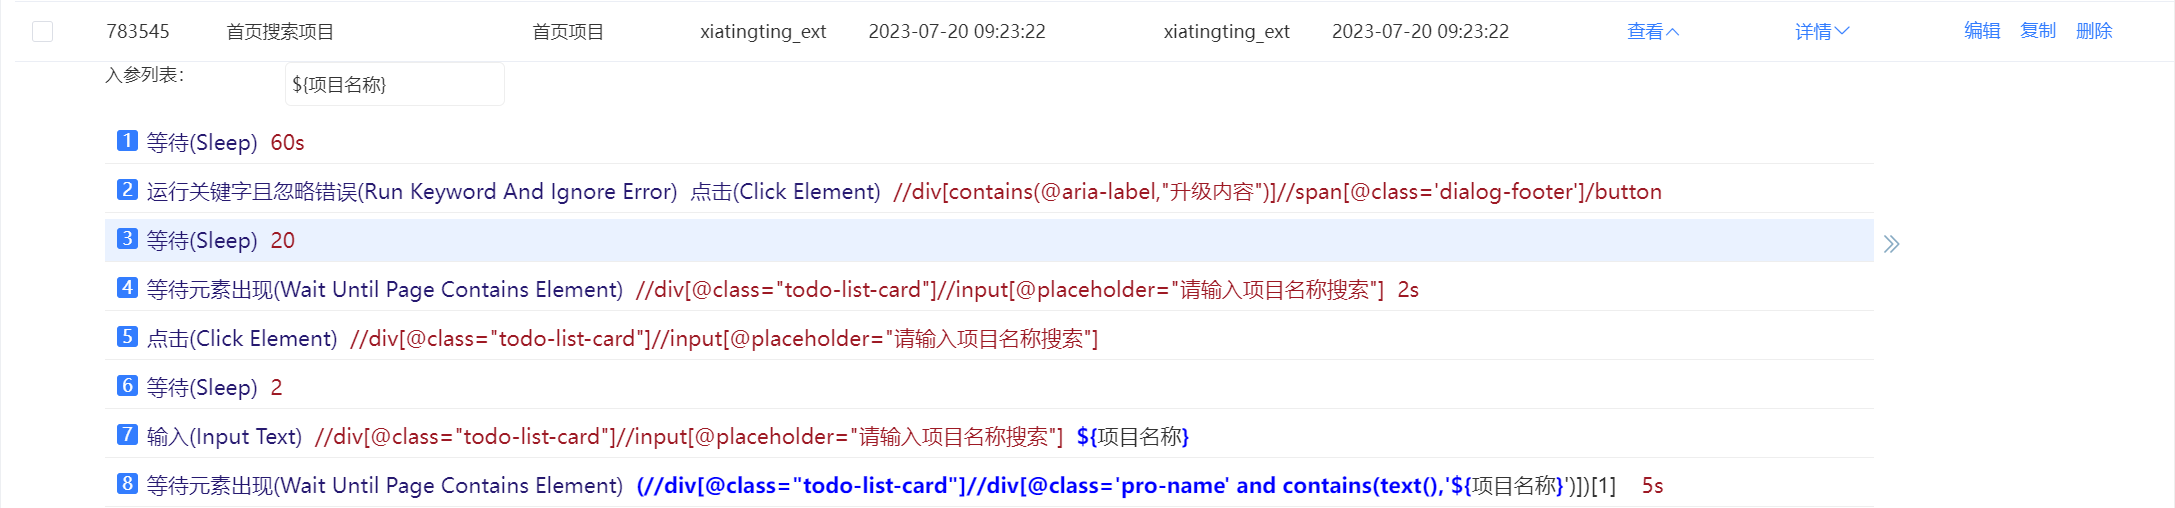 783545 首页搜索项目 首页项目 xiatingting_ext 2023-07-20 09:23:22 xiatingting_ext 2023-07-20 09:23:22 查看 详情 编辑 复制 删除
入参列表: ${项目名称}
1 等待(Sleep) 60s
2 运行关键字且忽略错误(Run Keyword And Ignore Error) 点击(Click Element) //div[contains(@aria-label,"升级内容")]//span[@class='dialog-footer']/button
3 等待(Sleep) 20
4 等待元素出现(Wait Until Page Contains Element) //div[@class="todo-list-card"]//input[@placeholder="请输入项目名称搜索"] 2s
5 点击(Click Element) //div[@class="todo-list-card"]//input[@placeholder="请输入项目名称搜索"]
6 等待(Sleep) 2
7 输入(Input Text) //div[@class="todo-list-card"]//input[@placeholder="请输入项目名称搜索"] ${项目名称}
8 等待元素出现(Wait Until Page Contains Element) (//div[@class="todo-list-card"]//div[@class='pro-name' and contains(text(),'${项目名称}')])[1] 5s